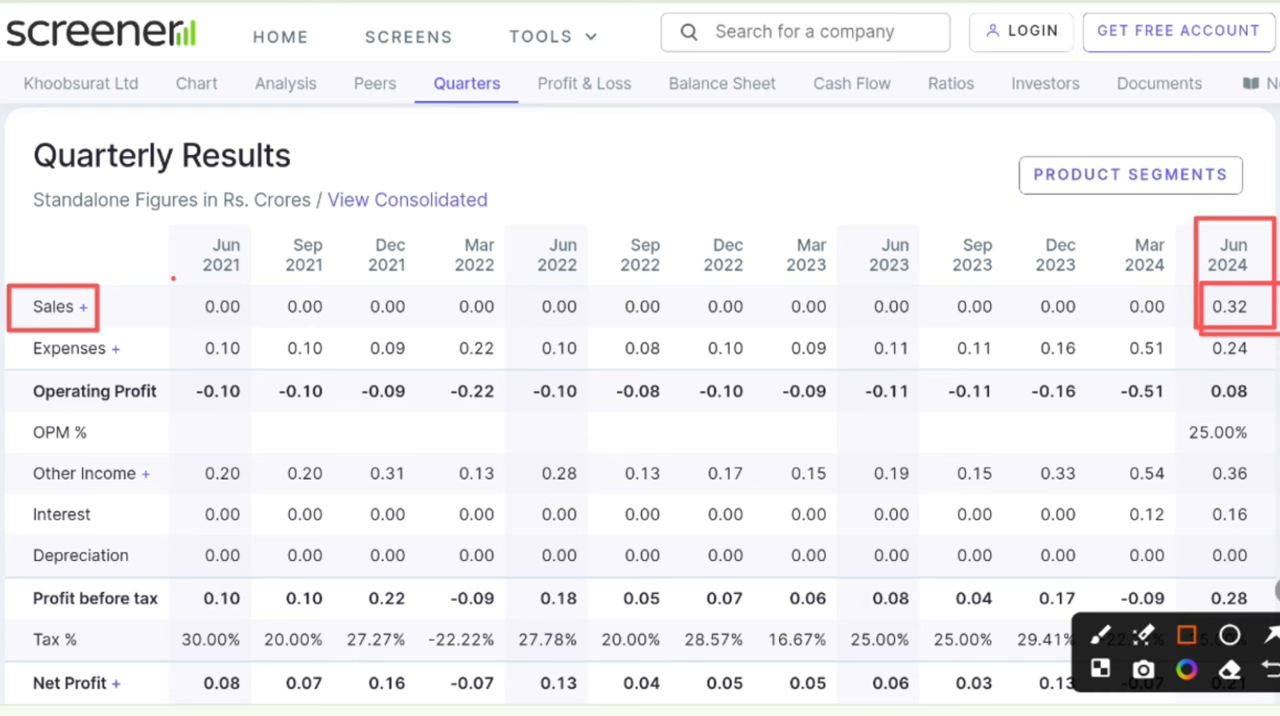 screener HOME SCREENS TOOLS Search for a company LOGIN GET FREE ACCOUNT
Khoobsurat Ltd Chart Analysis Peers Quarters Profit & Loss Balance Sheet Cash Flow Ratios Investors Documents
Quarterly Results
PRODUCT SEGMENTS
Standalone Figures in Rs. Crores / View Consolidated
Jun 2021 Sep 2021 Dec 2021 Mar 2022 Jun 2022 Sep 2022 Dec 2022 Mar 2023 Jun 2023 Sep 2023 Dec 2023 Mar 2024 Jun 2024
Sales + 0.00 0.00 0.00 0.00 0.00 0.00 0.00 0.00 0.00 0.00 0.00 0.00 0.32
Expenses + 0.10 0.10 0.09 0.22 0.10 0.08 0.10 0.09 0.11 0.11 0.16 0.51 0.24
Operating Profit -0.10 -0.10 -0.09 -0.22 -0.10 -0.08 -0.10 -0.09 -0.11 -0.11 -0.16 -0.51 0.08
OPM % 25.00%
Other Income + 0.20 0.20 0.31 0.13 0.28 0.13 0.17 0.15 0.19 0.15 0.33 0.54 0.36
Interest 0.00 0.00 0.00 0.00 0.00 0.00 0.00 0.00 0.00 0.00 0.00 0.12 0.16
Depreciation 0.00 0.00 0.00 0.00 0.00 0.00 0.00 0.00 0.00 0.00 0.00 0.00 0.00
Profit before tax 0.10 0.10 0.22 -0.09 0.18 0.05 0.07 0.06 0.08 0.04 0.17 -0.09 0.28
Tax % 30.00% 20.00% 27.27% -22.22% 27.78% 20.00% 28.57% 16.67% 25.00% 25.00% 29.41%
Net Profit + 0.08 0.07 0.16 -0.07 0.13 0.04 0.05 0.05 0.06 0.03 0.13 -0.07 0.21